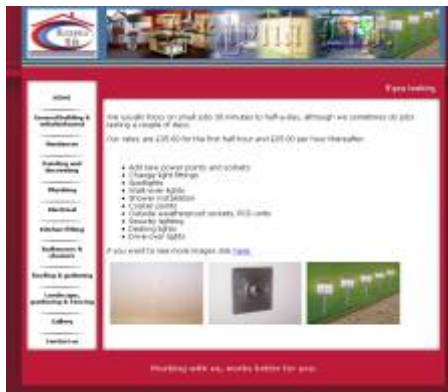 HOME
General building &
refurbishment
Handyman
Painting and
decorating
Plumbing
Electrical
Kitchen fitting
Bathrooms &
showers
Roofing & guttering
Landscape,
gardening & fencing
Gallery
Contact us
We usually focus on small jobs 30 minutes to half-a-day, although we sometimes do jobs
lasting a couple of days.
Our rates are £35.00 for the first half hour and £25.00 per hour thereafter.
Add new power points and sockets
Change light fittings
Spotlights
Walk-over lights
Shower installation
Cooker points
Outside weatherproof sockets, RCD units
Security lighting
Decking lights
Drive-over lights
If you want to see more images click here.
Working with us, works better for you.